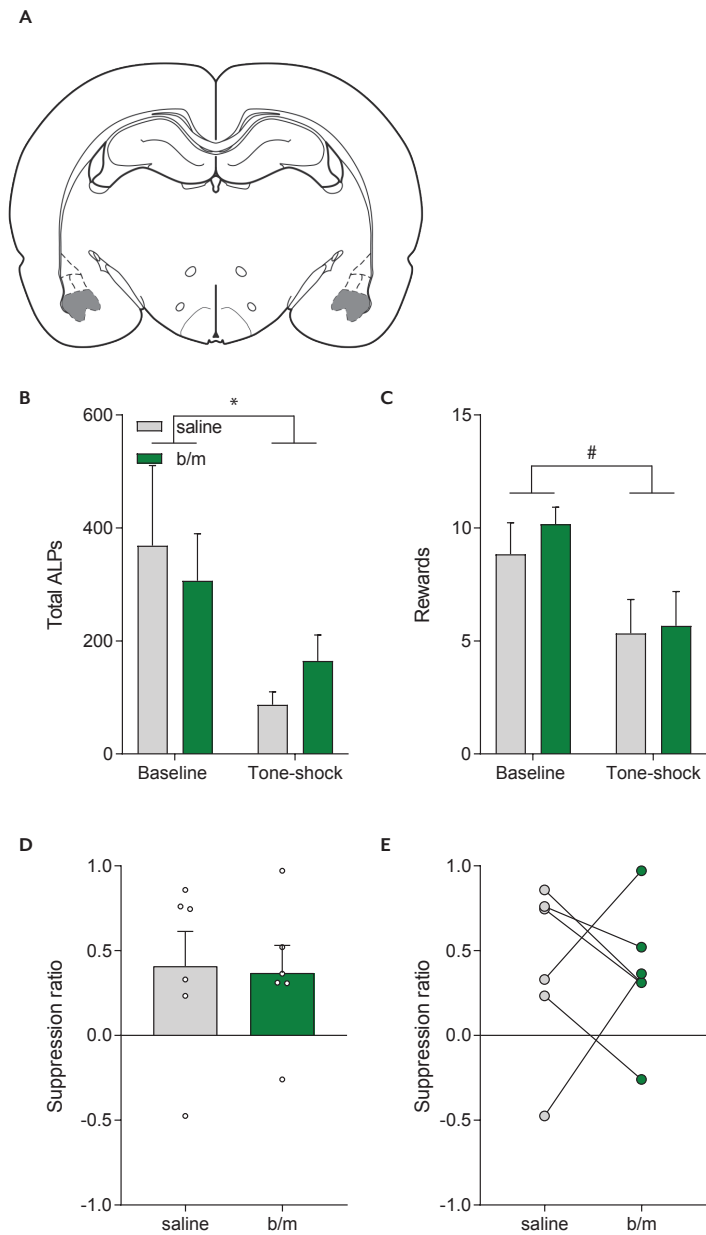 A
B
600
400
200
0
Total ALPs
saline
b/m
*
Baseline
Tone-shock
C
15
10
5
0
Rewards
#
Baseline
Tone-shock
D
1.0
0.5
0.0
-0.5
-1.0
Suppression ratio
saline
b/m
E
1.0
0.5
0.0
-0.5
-1.0
Suppression ratio
saline
b/m